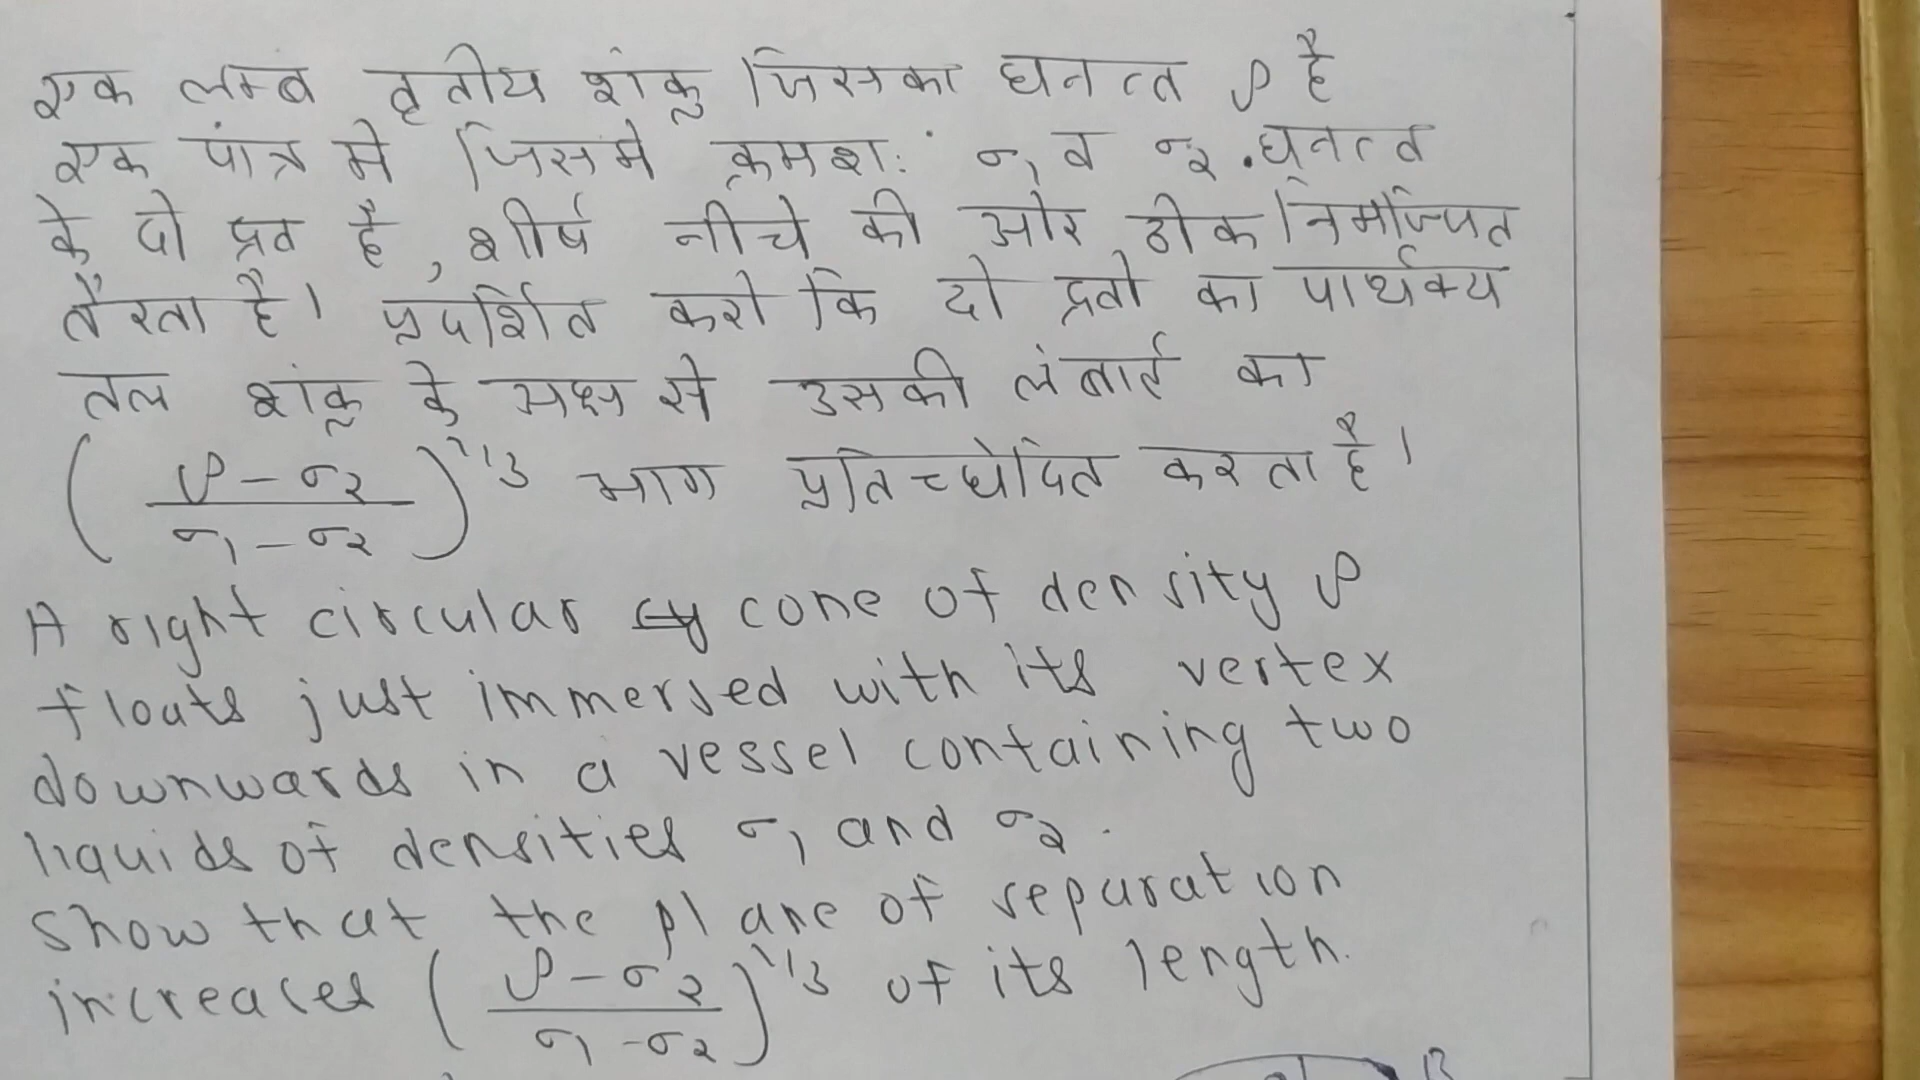 एक लम्ब वृतीय शंकु जिसका घनत्त ρ है
एक पात्र मे जिसमे क्रमशः σ₁ व σ₂ घनत्व
के दो द्रव है, शीर्ष नीचे की ओर ठीक निमज्जित
तैरता है। प्रदर्शित करो कि दो द्रवो का पार्थक्य
तल शंकु के अक्ष से उसकी लंबाई का
(ρ - σ₂ / σ₁ - σ₂)^1/3 भाग प्रतिच्छेदित करता है।
A right circular cy cone of density ρ
floats just immersed with its vertex
downwards in a vessel containing two
liquids of densities σ₁ and σ₂.
show that the plane of separation
increaces (ρ - σ₂ / σ₁ - σ₂)^1/3 of its length.